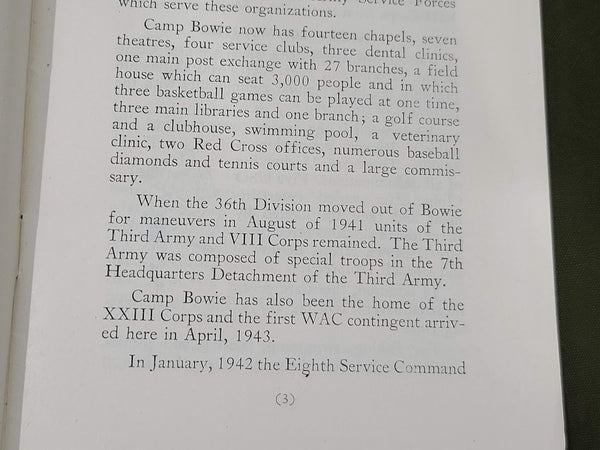 my Service Forces
which serve these organizations.
Camp Bowie now has fourteen chapels, seven
theatres, four service clubs, three dental clinics,
one main post exchange with 27 branches, a field
house which can seat 3,000 people and in which
three basketball games can be played at one time,
three main libraries and one branch; a golf course
and a clubhouse, swimming pool, a veterinary
clinic, two Red Cross offices, numerous baseball
diamonds and tennis courts and a large commis-
sary.
When the 36th Division moved out of Bowie
for maneuvers in August of 1941 units of the
Third Army and VIII Corps remained. The Third
Army was composed of special troops in the 7th
Headquarters Detachment of the Third Army.
Camp Bowie has also been the home of the
XXIII Corps and the first WAC contingent arriv-
ed here in April, 1943.
In January, 1942 the Eighth Service Command
(3)